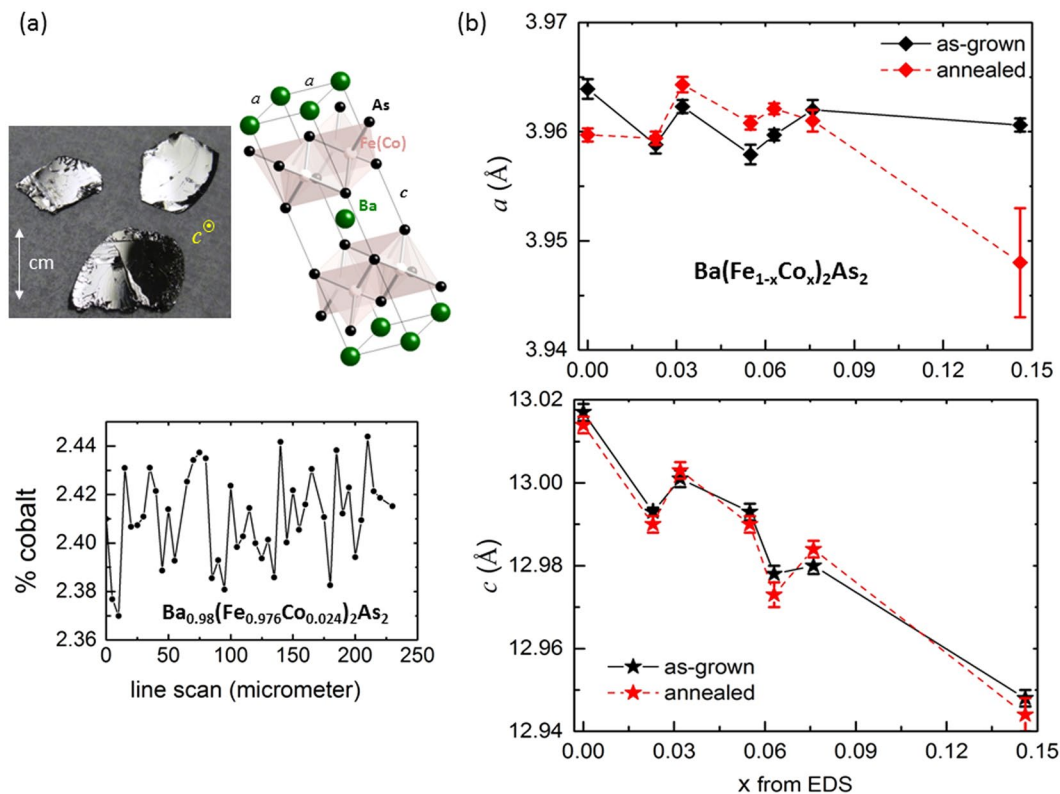 (a)
a
a
As
Fe(Co)
c
Ba
c
cm
% cobalt
2.44
2.42
2.40
2.38
2.36
Ba0.98(Fe0.976Co0.024)2As2
0 50 100 150 200 250
line scan (micrometer)
(b)
a (Å)
3.97
3.96
3.95
3.94
as-grown
annealed
Ba(Fe1-xCox)2As2
0.00 0.03 0.06 0.09 0.12 0.15
c (Å)
13.02
13.00
12.98
12.96
12.94
as-grown
annealed
0.00 0.03 0.06 0.09 0.12 0.15
x from EDS